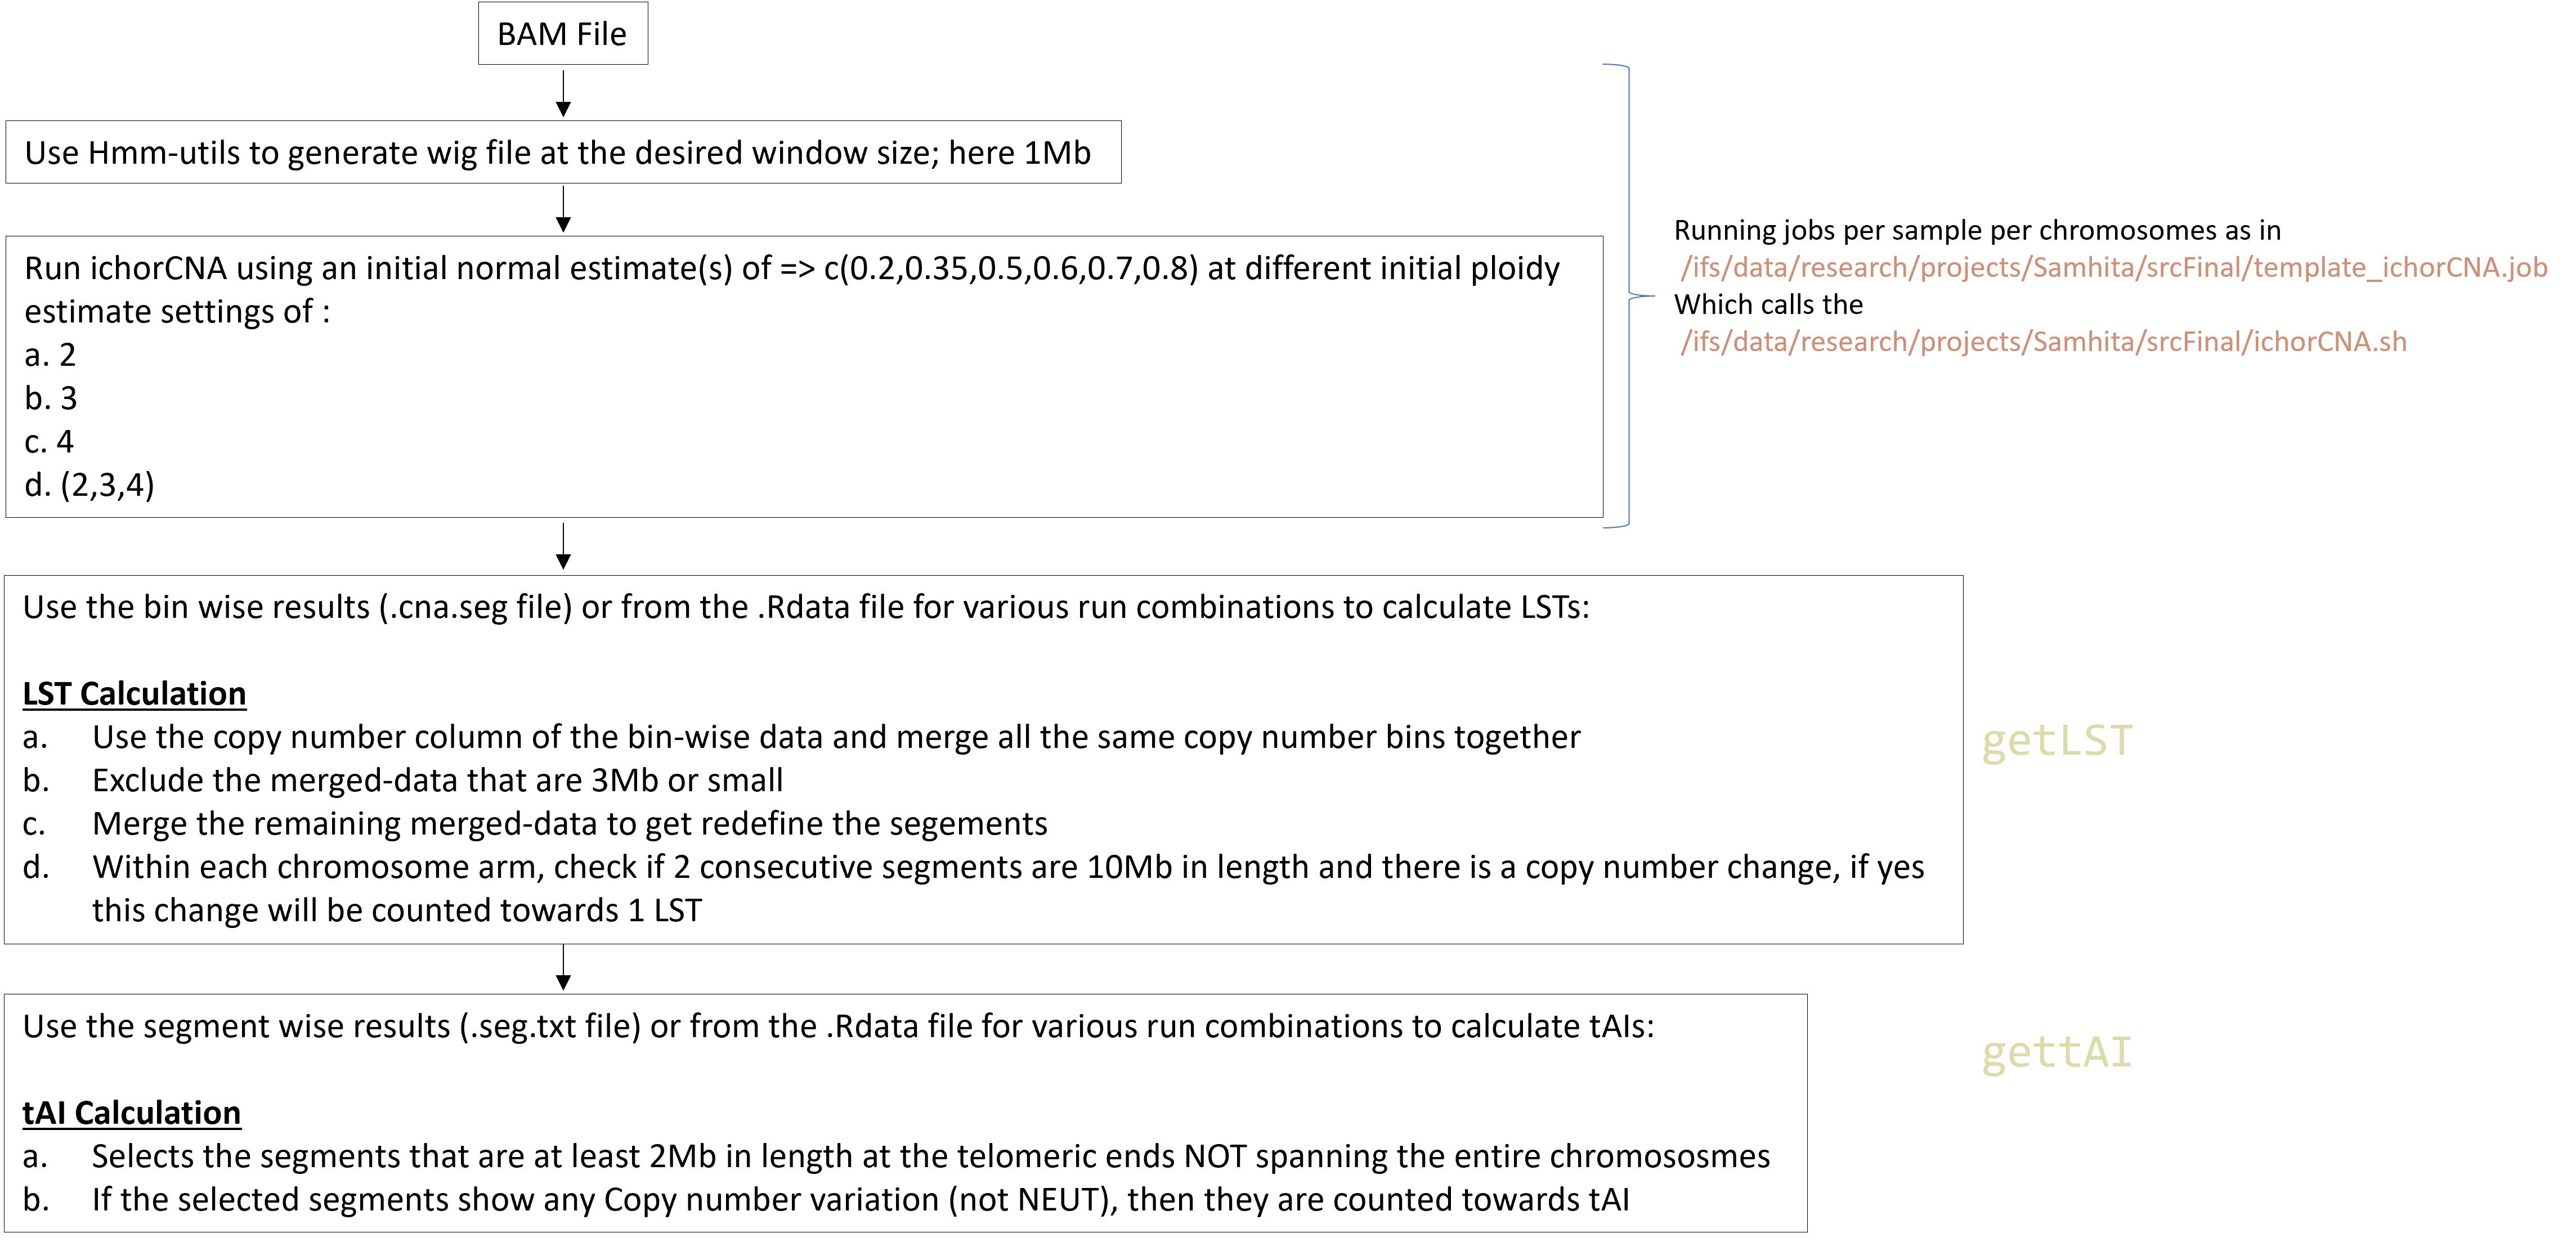 BAM File
Use Hmm-utils to generate wig file at the desired window size; here 1Mb
Run ichorCNA using an initial normal estimate(s) of => c(0.2,0.35,0.5,0.6,0.7,0.8) at different initial ploidy
estimate settings of :
a. 2
b. 3
c. 4
d. (2,3,4)
Running jobs per sample per chromosomes as in
/ifs/data/research/projects/Samhita/srcFinal/template_ichorCNA.job
Which calls the
/ifs/data/research/projects/Samhita/srcFinal/ichorCNA.sh
Use the bin wise results (.cna.seg file) or from the .Rdata file for various run combinations to calculate LSTs:
LST Calculation
a. Use the copy number column of the bin-wise data and merge all the same copy number bins together
b. Exclude the merged-data that are 3Mb or small
c. Merge the remaining merged-data to get redefine the segements
d. Within each chromosome arm, check if 2 consecutive segments are 10Mb in length and there is a copy number change, if yes
this change will be counted towards 1 LST
getLST
Use the segment wise results (.seg.txt file) or from the .Rdata file for various run combinations to calculate tAIs:
tAI Calculation
a. Selects the segments that are at least 2Mb in length at the telomeric ends NOT spanning the entire chromososmes
b. If the selected segments show any Copy number variation (not NEUT), then they are counted towards tAI
gettAI